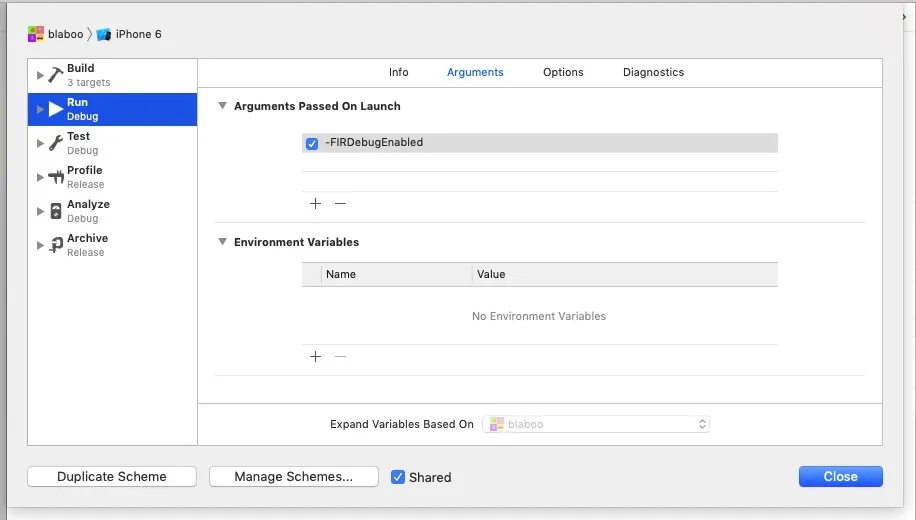 blaboo iPhone 6
Build
3 targets
Run
Debug
Test
Debug
Profile
Release
Analyze
Debug
Archive
Release
Info Arguments Options Diagnostics
Arguments Passed On Launch
-FIRDebugEnabled
Environment Variables
Name Value
No Environment Variables
Expand Variables Based On blaboo
Duplicate Scheme Manage Schemes... Shared Close